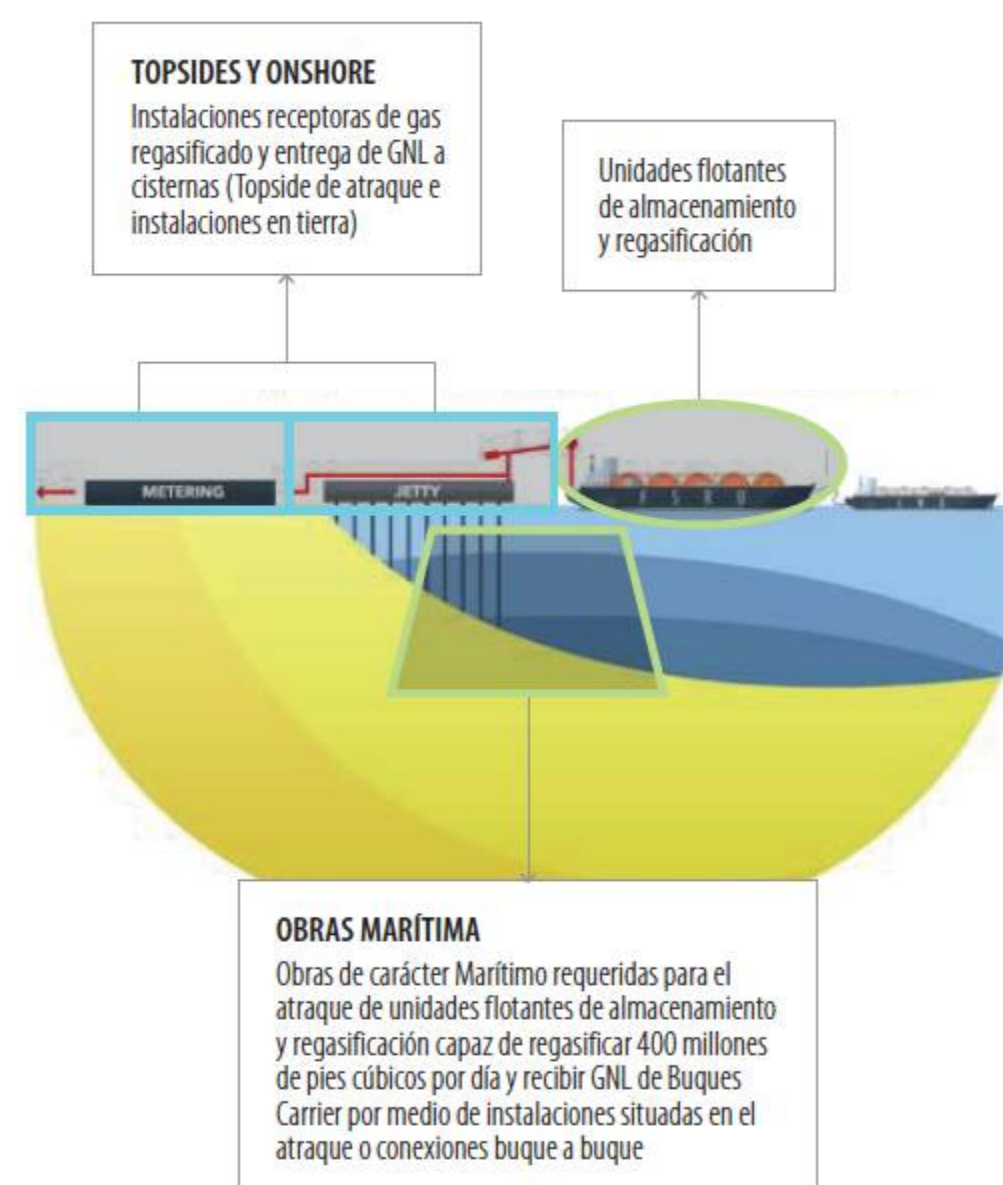 TOPSIDES Y ONSHORE
Instalaciones receptoras de gas
regasificado y entrega de GNL a
cisternas (Topside de atraque e
instalaciones en tierra)
Unidades flotantes
de almacenamiento
y regasificación
METERING
JETTY
F S R U
OBRAS MARÍTIMA
Obras de carácter Marítimo requeridas para el
atraque de unidades flotantes de almacenamiento
y regasificación capaz de regasificar 400 millones
de pies cúbicos por día y recibir GNL de Buques
Carrier por medio de instalaciones situadas en el
atraque o conexiones buque a buque